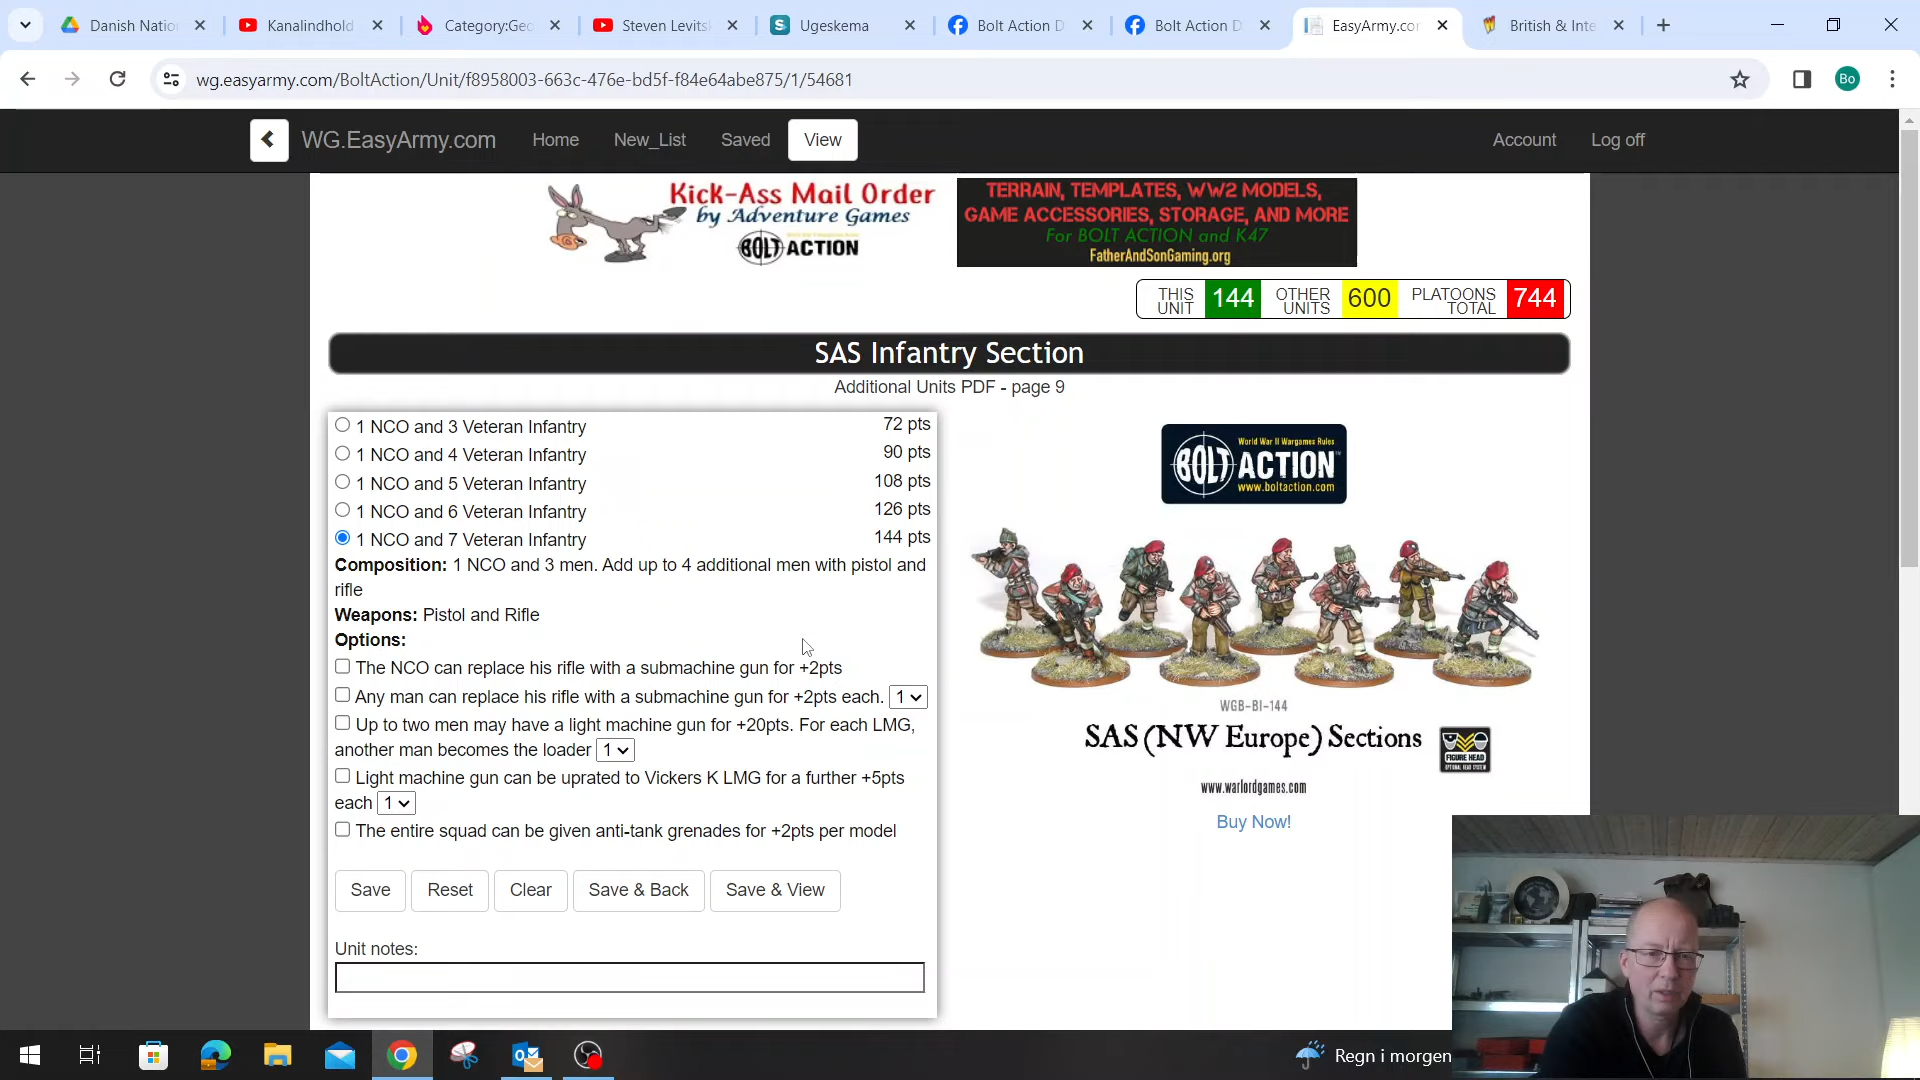 Danish Natio
Kanalindhold
Category:Geo
Steven Levits
Ugeskema
Bolt Action D
Bolt Action D
EasyArmy.co
British & Inte
wg.easyarmy.com/BoltAction/Unit/f8958003-663c-476e-bd5f-f84e64abe875/1/54681
Bo
WG.EasyArmy.com Home New_List Saved View Account Log off
Kick-Ass Mail Order
by Adventure Games
BOLT ACTION
TERRAIN, TEMPLATES, WW2 MODELS,
GAME ACCESSORIES, STORAGE, AND MORE
For BOLT ACTION and K47
FatherAndSonGaming.org
THIS UNIT 144 OTHER UNITS 600 PLATOONS TOTAL 744
SAS Infantry Section
Additional Units PDF - page 9
1 NCO and 3 Veteran Infantry 72 pts
1 NCO and 4 Veteran Infantry 90 pts
1 NCO and 5 Veteran Infantry 108 pts
1 NCO and 6 Veteran Infantry 126 pts
1 NCO and 7 Veteran Infantry 144 pts
Composition: 1 NCO and 3 men. Add up to 4 additional men with pistol and
rifle
Weapons: Pistol and Rifle
Options:
The NCO can replace his rifle with a submachine gun for +2pts
Any man can replace his rifle with a submachine gun for +2pts each. 1
Up to two men may have a light machine gun for +20pts. For each LMG,
another man becomes the loader 1
Light machine gun can be uprated to Vickers K LMG for a further +5pts
each 1
The entire squad can be given anti-tank grenades for +2pts per model
Save Reset Clear Save & Back Save & View
Unit notes:
World War II Wargames Rules
BOLT ACTION
www.boltaction.com
WGB-BI-144
SAS (NW Europe) Sections
FIGURE HEAD
www.warlordgames.com
Buy Now!
Regn i morgen